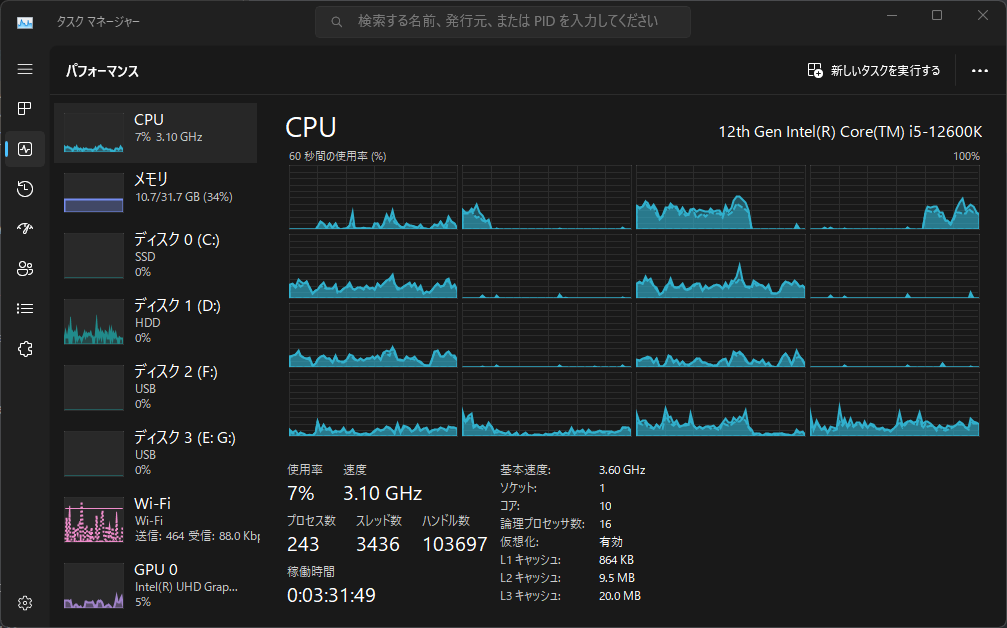 タスク マネージャー
検索する名前、発行元、または PID を入力してください
パフォーマンス
新しいタスクを実行する
CPU
7% 3.10 GHz
メモリ
10.7/31.7 GB (34%)
ディスク 0 (C:)
SSD
0%
ディスク 1 (D:)
HDD
0%
ディスク 2 (F:)
USB
0%
ディスク 3 (E: G:)
USB
0%
Wi-Fi
Wi-Fi
送信: 464 受信: 88.0 Kbp
GPU 0
Intel(R) UHD Grap...
5%
CPU
12th Gen Intel(R) Core(TM) i5-12600K
60 秒間の使用率 (%)
100%
使用率 速度
7% 3.10 GHz
プロセス数 スレッド数 ハンドル数
243 3436 103697
稼働時間
0:03:31:49
基本速度: 3.60 GHz
ソケット: 1
コア: 10
論理プロセッサ数: 16
仮想化: 有効
L1 キャッシュ: 864 KB
L2 キャッシュ: 9.5 MB
L3 キャッシュ: 20.0 MB